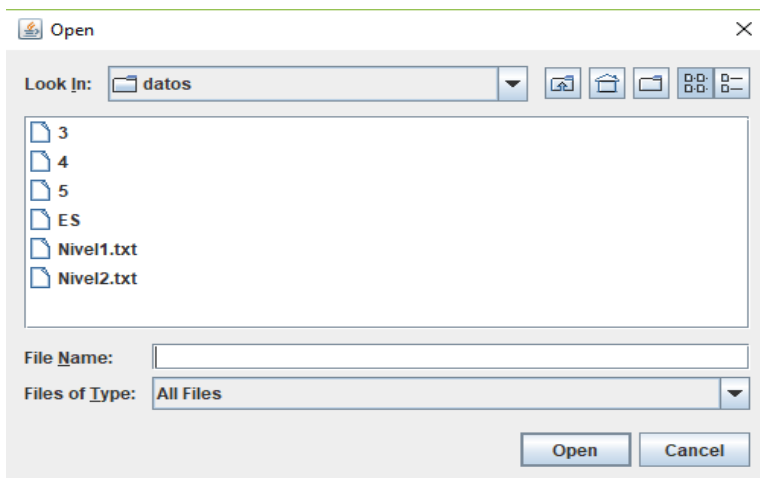 Open
Look In: datos
3
4
5
ES
Nivel1.txt
Nivel2.txt
File Name:
Files of Type: All Files
Open Cancel